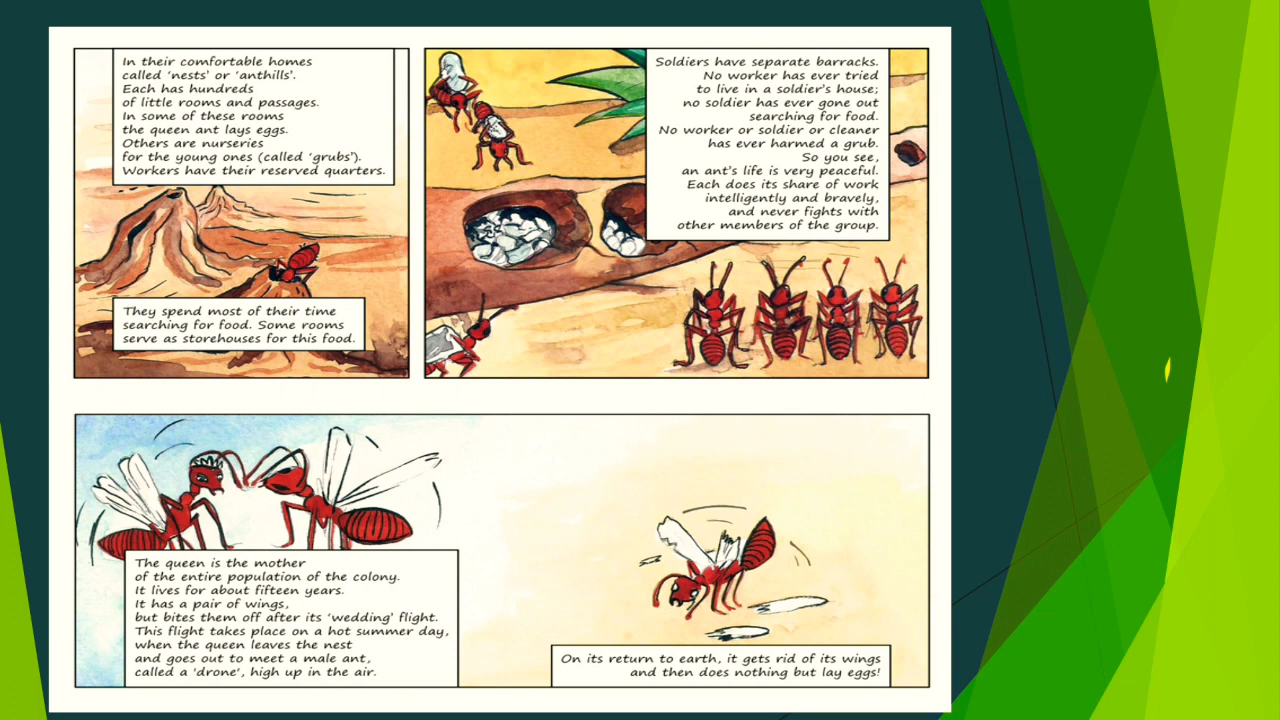 In their comfortable homes
called ‘nests’ or ‘anthills’.
Each has hundreds
of little rooms and passages.
In some of these rooms
the queen ant lays eggs.
Others are nurseries
for the young ones (called ‘grubs’).
Workers have their reserved quarters.
They spend most of their time
searching for food. Some rooms
serve as storehouses for this food.
Soldiers have separate barracks.
No worker has ever tried
to live in a soldier’s house;
no soldier has ever gone out
searching for food.
No worker or soldier or cleaner
has ever harmed a grub.
So you see,
an ant’s life is very peaceful.
Each does its share of work
intelligently and bravely,
and never fights with
other members of the group.
The queen is the mother
of the entire population of the colony.
It lives for about fifteen years.
It has a pair of wings,
but bites them off after its ‘wedding’ flight.
This flight takes place on a hot summer day,
when the queen leaves the nest
and goes out to meet a male ant,
called a ‘drone’, high up in the air.
On its return to earth, it gets rid of its wings
and then does nothing but lay eggs!